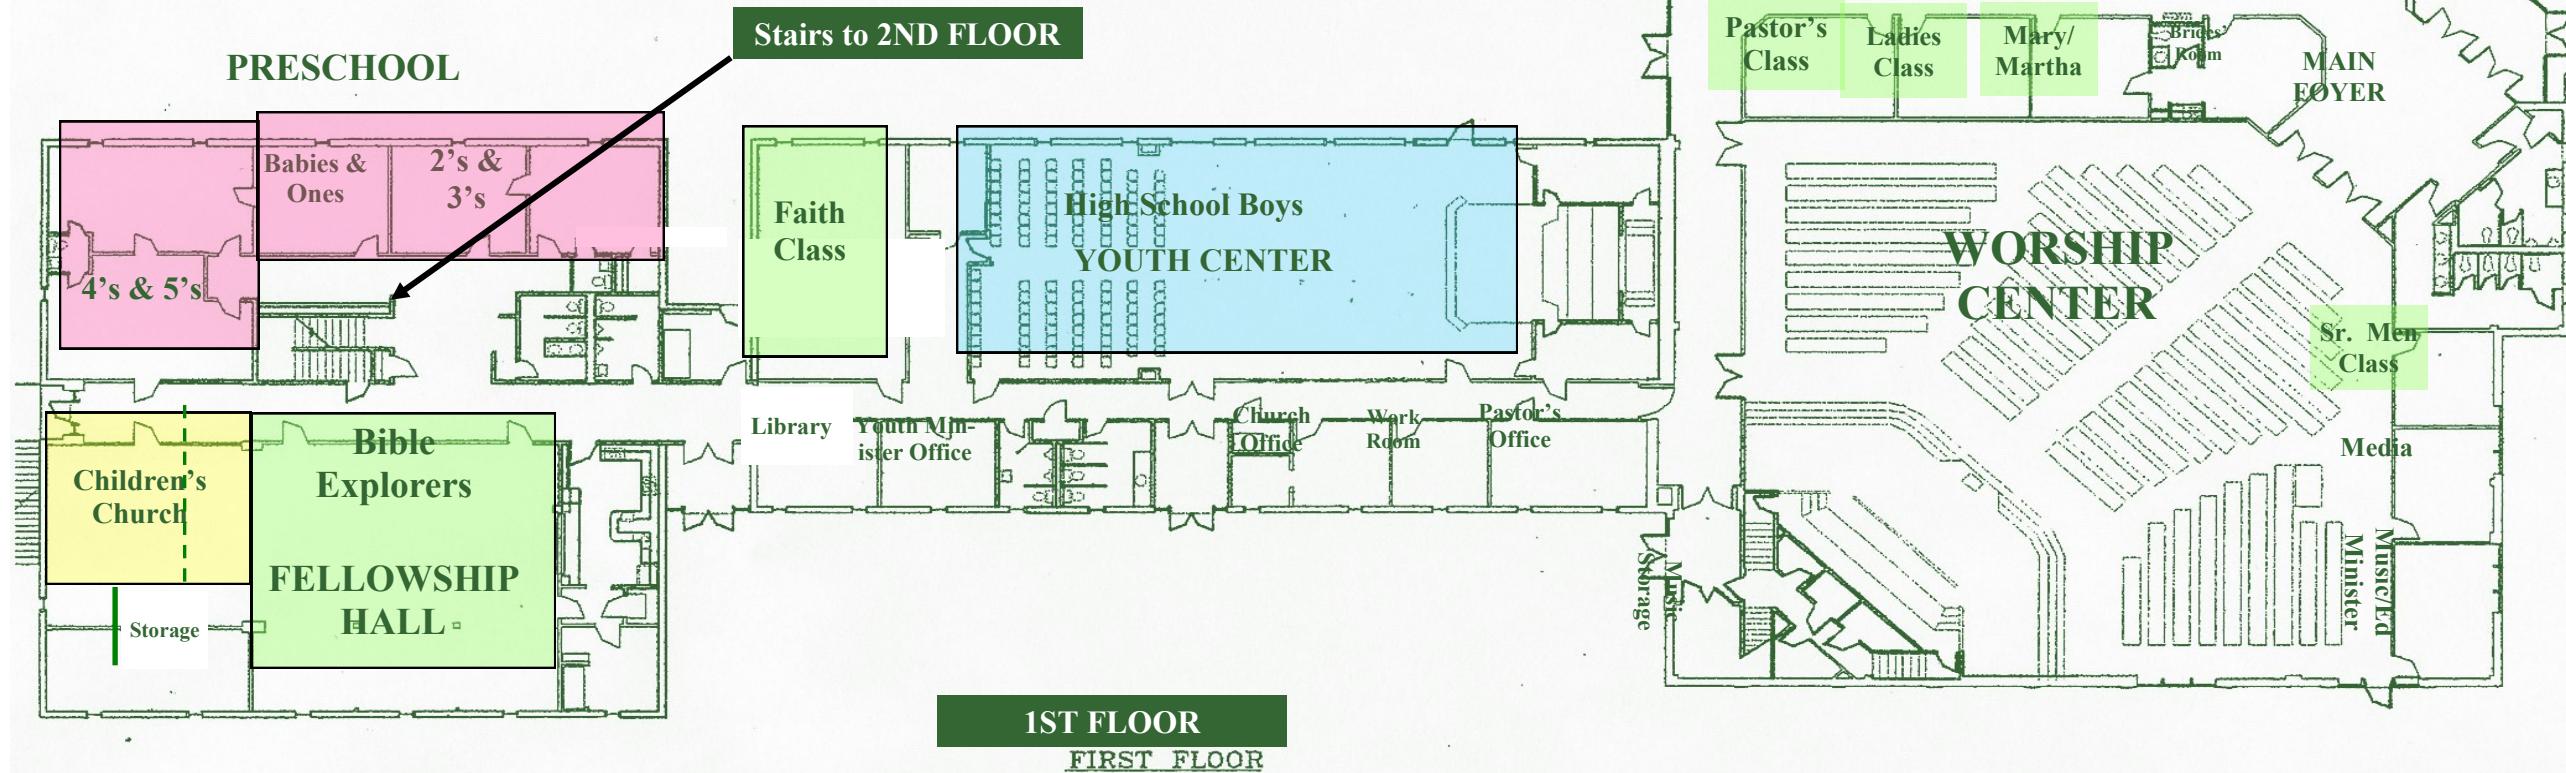 Stairs to 2ND FLOOR
PRESCHOOL
Babies &
Ones
2's &
3's
4's & 5's
Faith
Class
High School Boys
YOUTH CENTER
Pastor's
Class
Ladies
Class
Mary/
Martha
Brides'
Room
MAIN
FOYER
WORSHIP
CENTER
Sr. Men
Class
Media
Music/Ed
Minister
Music
Storage
Library
Youth Min-
ister Office
Church
Office
Work
Room
Pastor's
Office
Children's
Church
Bible
Explorers
FELLOWSHIP
HALL
Storage
1ST FLOOR
FIRST FLOOR